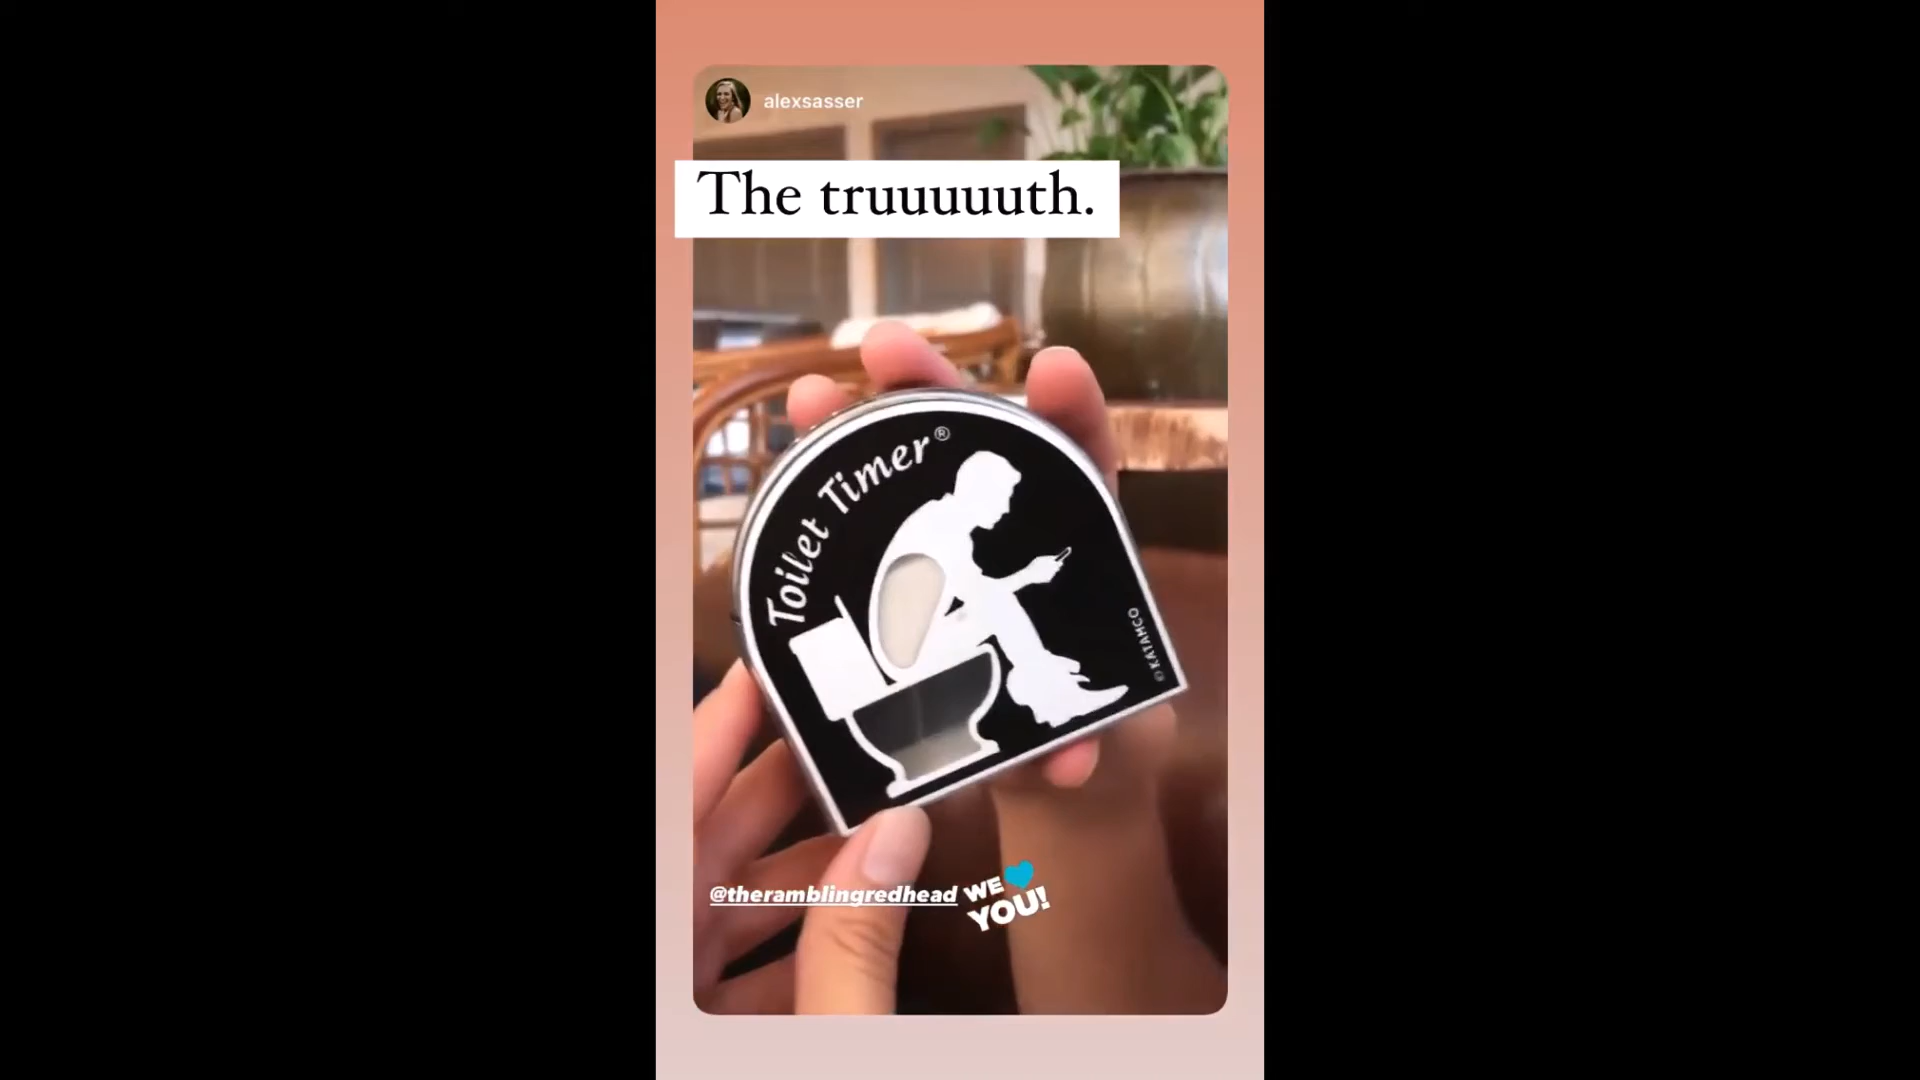 alexsasser
The truuuuuth.
Toilet Timer®
© KATAMCO
@theramblingredhead
WE
YOU!